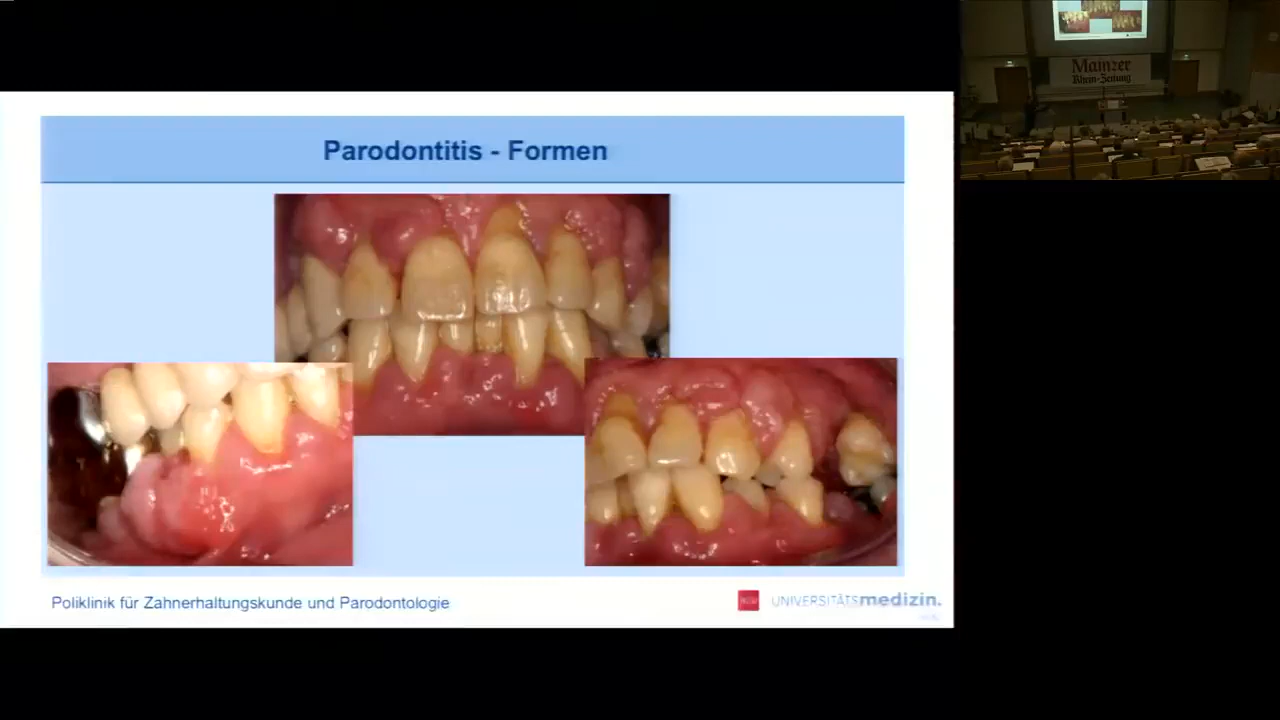 Parodontitis - Formen
Mainzer
Rhein-Zeitung
Poliklinik für Zahnerhaltungskunde und Parodontologie
UNIVERSITÄTSmedizin.